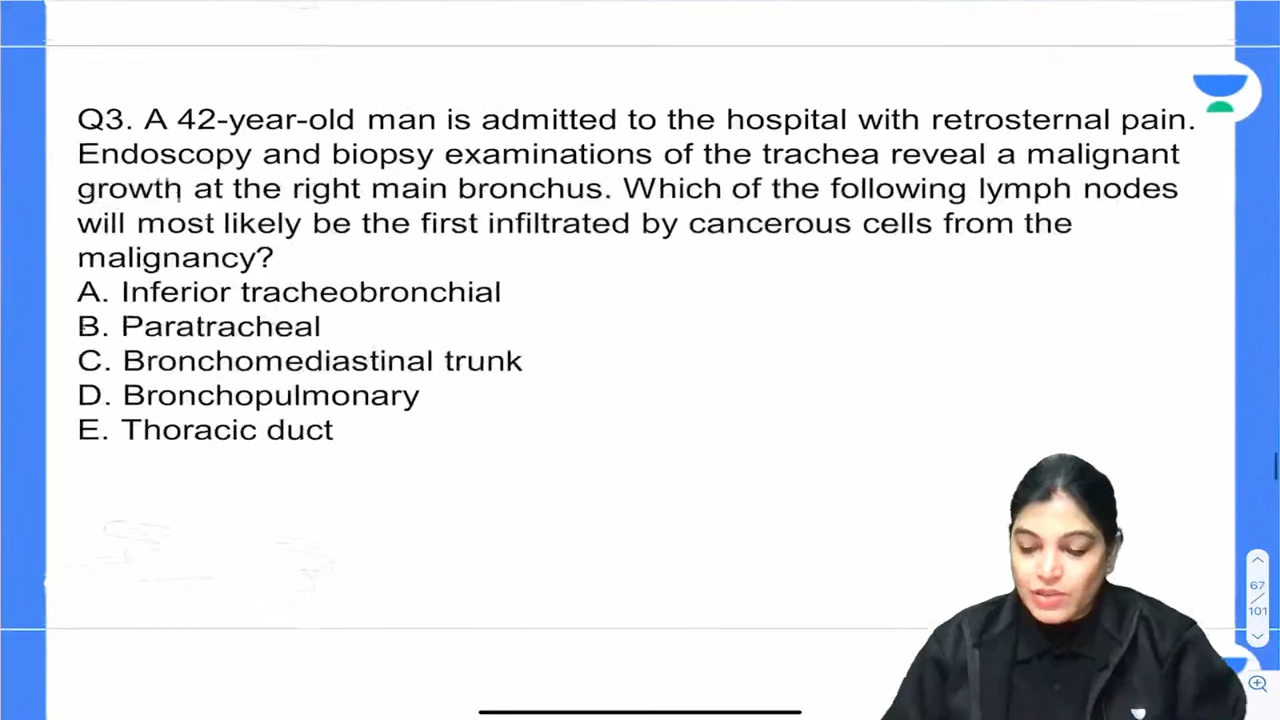 Q3. A 42-year-old man is admitted to the hospital with retrosternal pain.
Endoscopy and biopsy examinations of the trachea reveal a malignant
growth at the right main bronchus. Which of the following lymph nodes
will most likely be the first infiltrated by cancerous cells from the
malignancy?
A. Inferior tracheobronchial
B. Paratracheal
C. Bronchomediastinal trunk
D. Bronchopulmonary
E. Thoracic duct
67
101